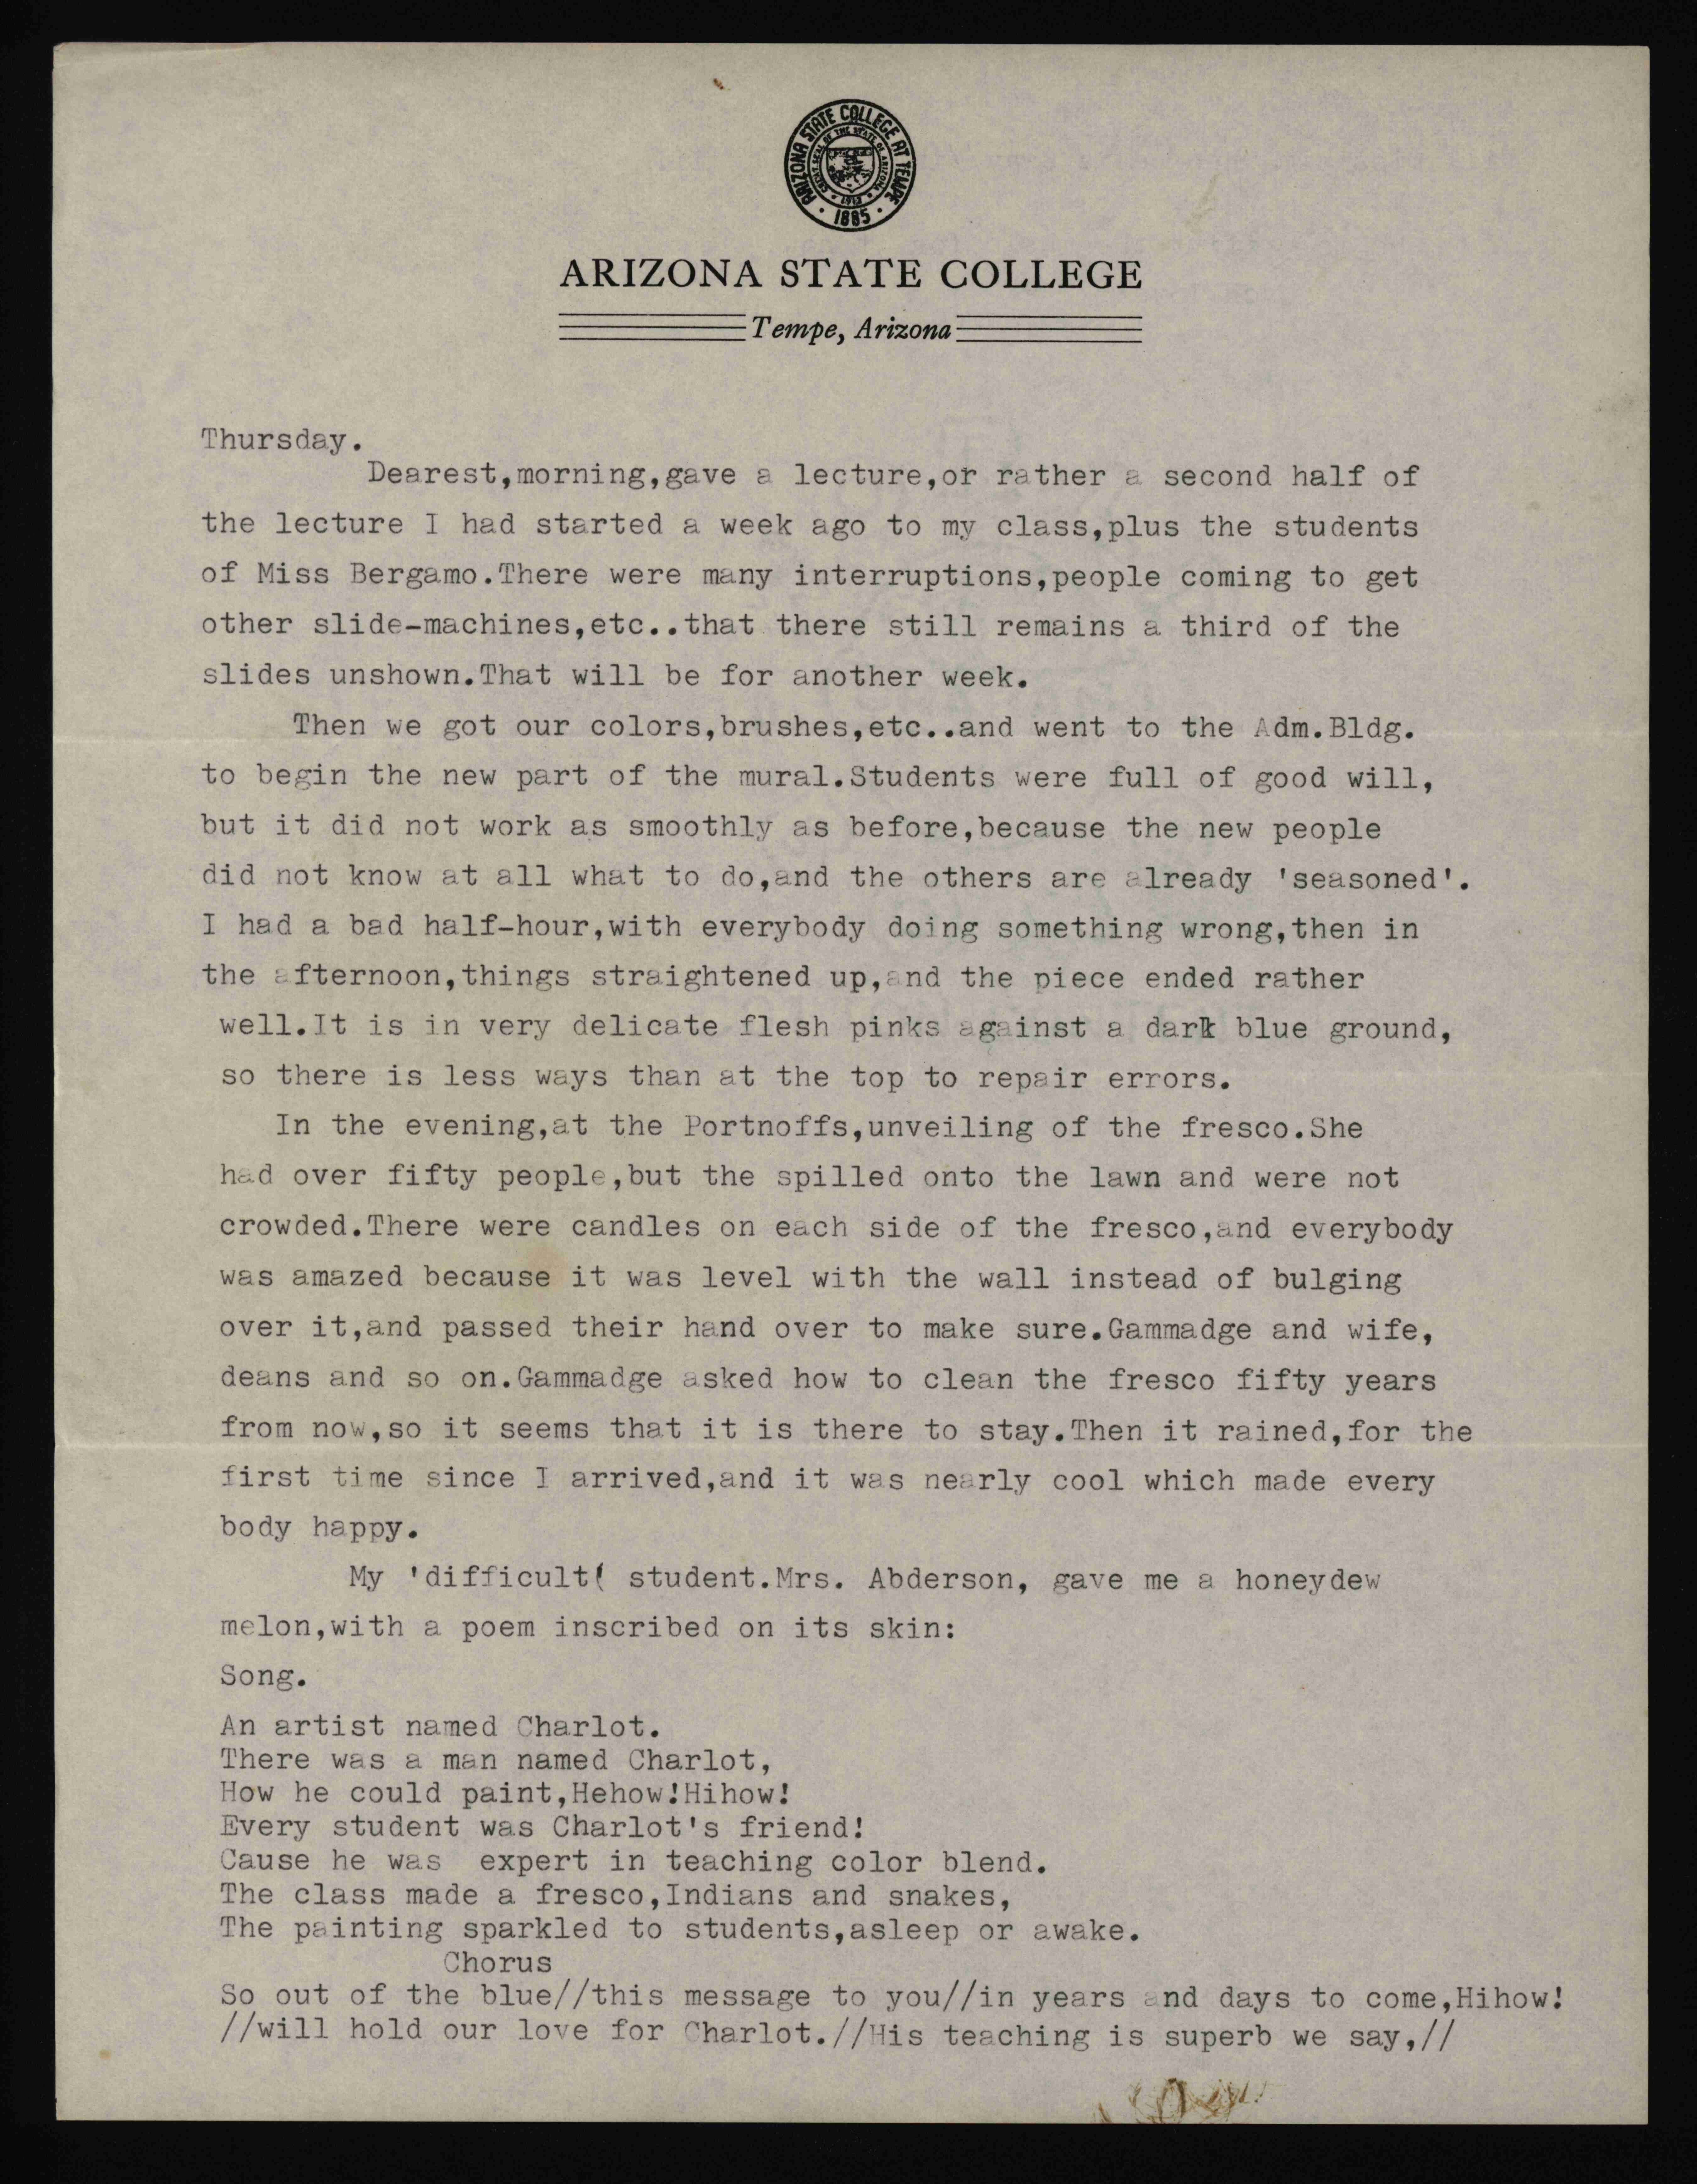 ARIZONA STATE COLLEGE AT TEMPE
GREAT SEAL OF THE STATE OF ARIZONA
1912
1885
ARIZONA STATE COLLEGE
Tempe, Arizona
Thursday.
Dearest,morning,gave a lecture,or rather a second half of
the lecture I had started a week ago to my class,plus the students
of Miss Bergamo.There were many interruptions,people coming to get
other slide-machines,etc..that there still remains a third of the
slides unshown.That will be for another week.
Then we got our colors,brushes,etc..and went to the Adm.Bldg.
to begin the new part of the mural.Students were full of good will,
but it did not work as smoothly as before,because the new people
did not know at all what to do,and the others are already 'seasoned'.
I had a bad half-hour,with everybody doing something wrong,then in
the afternoon,things straightened up,and the piece ended rather
well.It is in very delicate flesh pinks against a dark blue ground,
so there is less ways than at the top to repair errors.
In the evening,at the Portnoffs,unveiling of the fresco.She
had over fifty people,but the spilled onto the lawn and were not
crowded.There were candles on each side of the fresco,and everybody
was amazed because it was level with the wall instead of bulging
over it,and passed their hand over to make sure.Gammadge and wife,
deans and so on.Gammadge asked how to clean the fresco fifty years
from now,so it seems that it is there to stay.Then it rained,for the
first time since I arrived,and it was nearly cool which made every
body happy.
My 'difficult( student.Mrs. Abderson, gave me a honeydew
melon,with a poem inscribed on its skin:
Song.
An artist named Charlot.
There was a man named Charlot,
How he could paint,Hehow!Hihow!
Every student was Charlot's friend!
Cause he was  expert in teaching color blend.
The class made a fresco,Indians and snakes,
The painting sparkled to students,asleep or awake.
Chorus
So out of the blue//this message to you//in years and days to come,Hihow!
//will hold our love for Charlot.//His teaching is superb we say,//